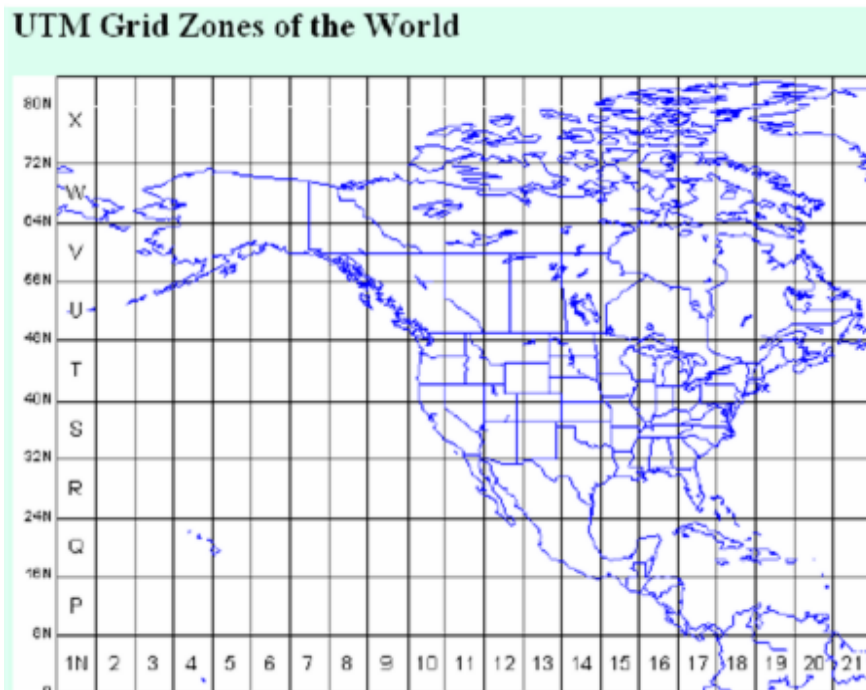 UTM Grid Zones of the World
80N
X
72N
W
64N
V
56N
U
48N
T
40N
S
32N
R
24N
Q
16N
P
8N
1N 2 3 4 5 6 7 8 9 10 11 12 13 14 15 16 17 18 19 20 21
0